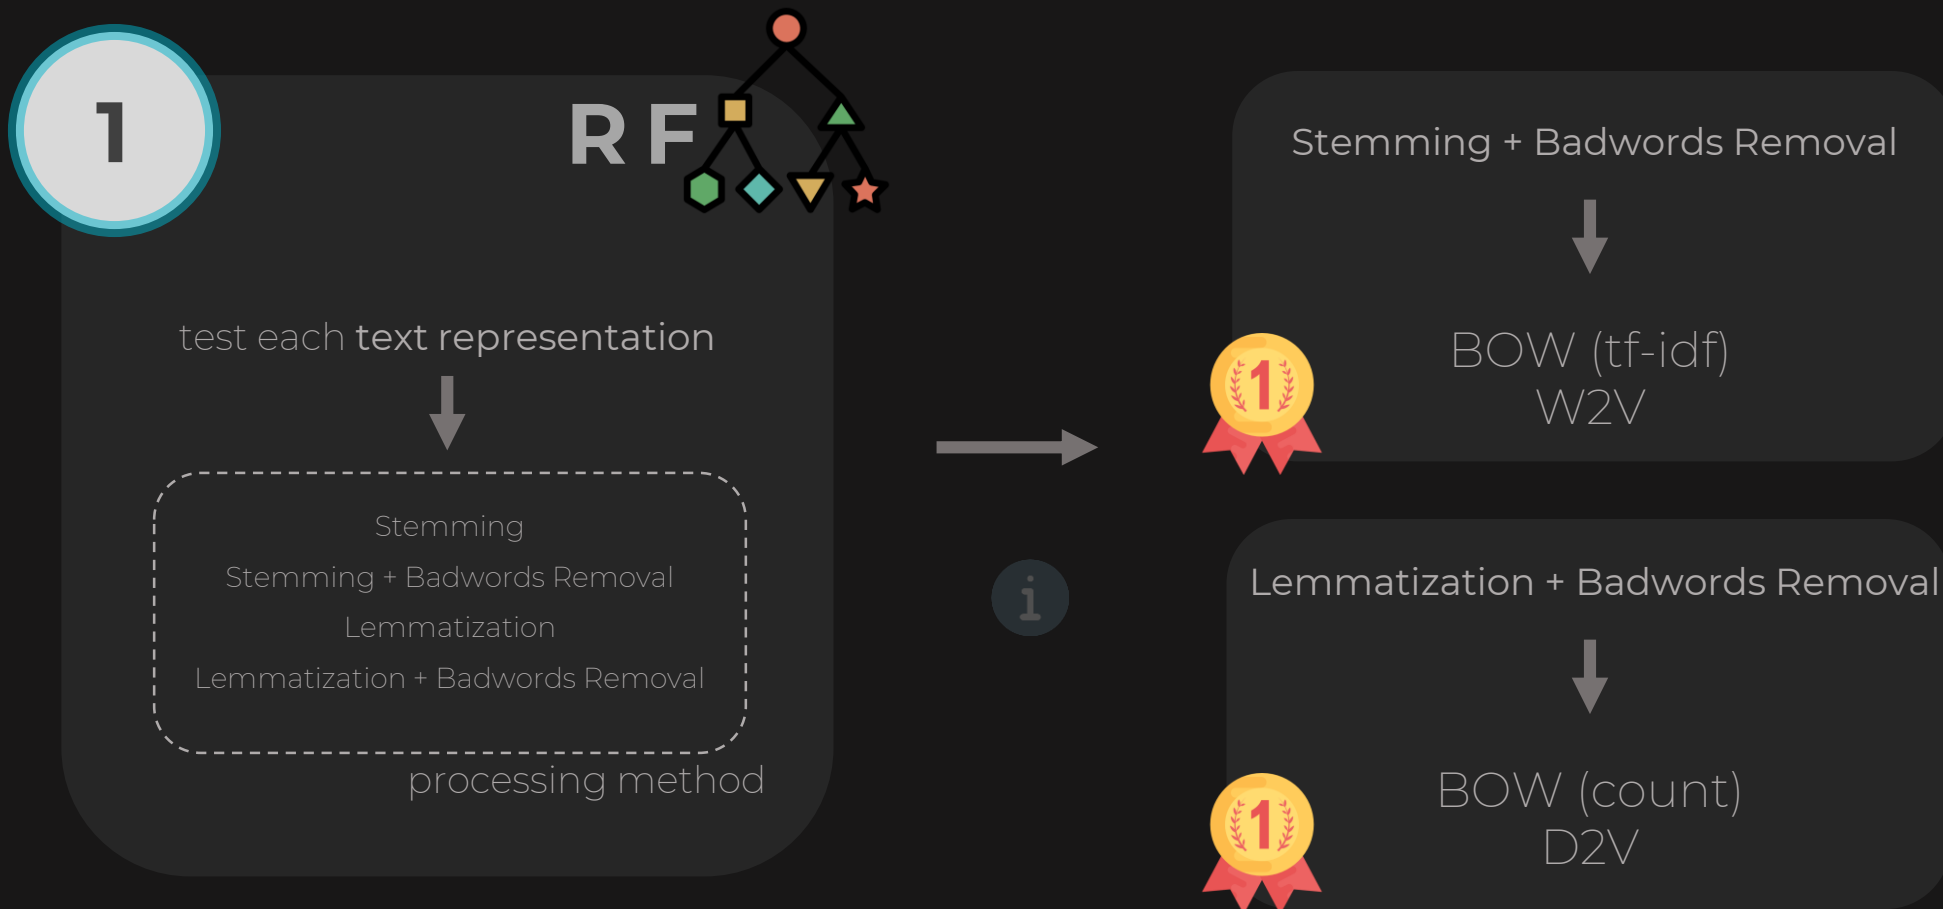 1
R F
test each text representation
Stemming
Stemming + Badwords Removal
Lemmatization
Lemmatization + Badwords Removal
processing method
i
Stemming + Badwords Removal
BOW (tf-idf)
W2V
1
Lemmatization + Badwords Removal
BOW (count)
D2V
1